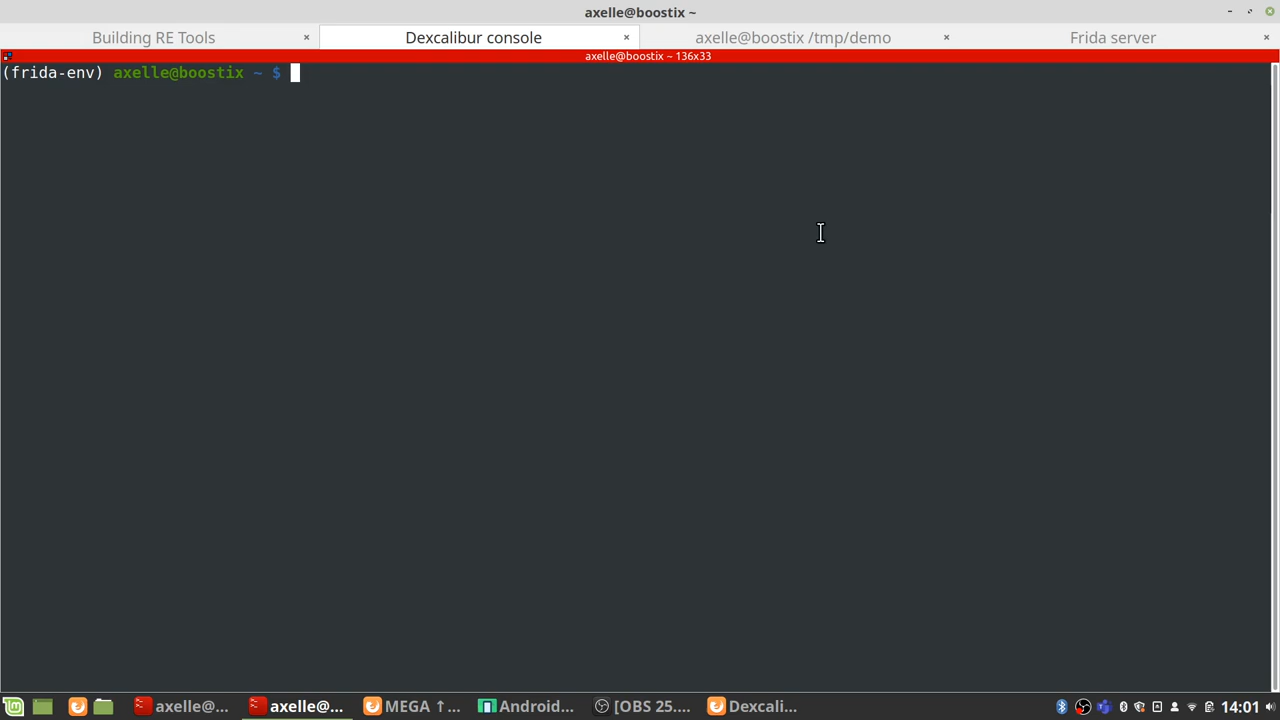 axelle@boostix ~
Building RE Tools × Dexcalibur console × axelle@boostix /tmp/demo × Frida server ×
axelle@boostix ~ 136x33
(frida-env) axelle@boostix ~ $
axelle@... axelle@... MEGA ↑... Android... [OBS 25.... Dexcali... 14:01